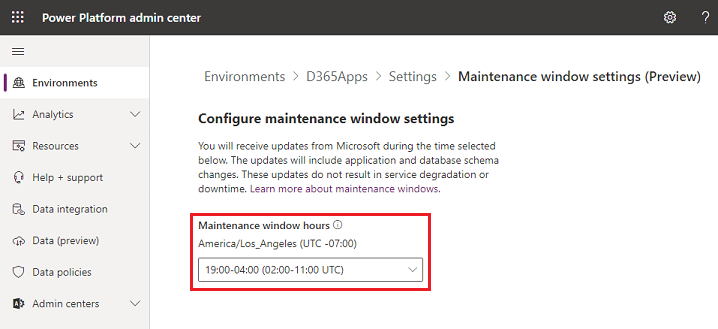 Power Platform admin center
?
Environments > D365Apps > Settings > Maintenance window settings (Preview)
Environments
Analytics
Resources
Help + support
Data integration
Data (preview)
Data policies
Admin centers
Configure maintenance window settings
You will receive updates from Microsoft during the time selected
below. The updates will include application and database schema
changes. These updates do not result in service degradation or
downtime. Learn more about maintenance windows.
Maintenance window hours
America/Los_Angeles (UTC -07:00)
19:00-04:00 (02:00-11:00 UTC)